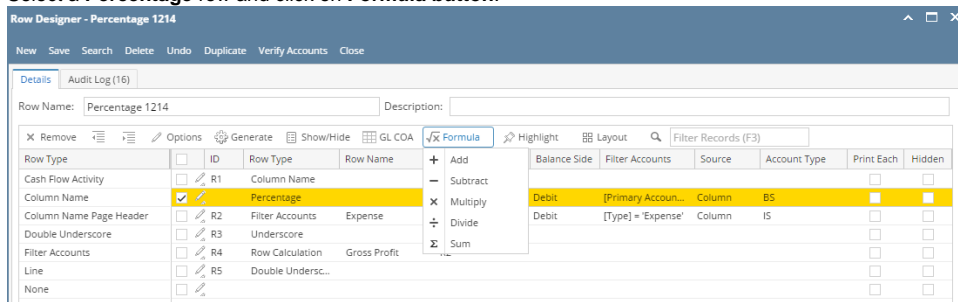 Select a Percentage row and click on Formula button.
Row Designer - Percentage 1214
New Save Search Delete Undo Duplicate Verify Accounts Close
Details Audit Log (16)
Row Name: Percentage 1214 Description:
Remove Options Generate Show/Hide GL COA Formula Highlight Layout Filter Records (F3)
Row Type ID Row Type Row Name Balance Side Filter Accounts Source Account Type Print Each Hidden
Cash Flow Activity R1 Column Name + Add
Column Name Percentage − Subtract Debit [Primary Accoun... Column BS
Column Name Page Header R2 Filter Accounts Expense × Multiply Debit [Type] = 'Expense' Column IS
Double Underscore R3 Underscore ÷ Divide
Filter Accounts R4 Row Calculation Gross Profit Σ Sum
Line R5 Double Undersc...
None